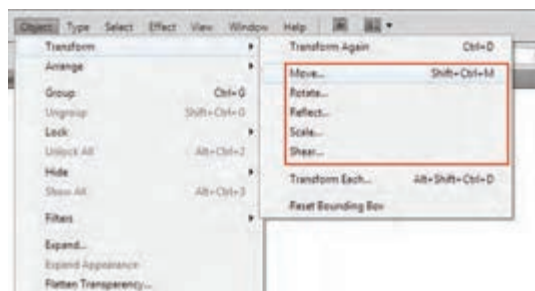 Object Type Select Effect View Window Help
Transform
Arrange
Group Ctrl+G
Ungroup Shift+Ctrl+G
Lock
Unlock All Alt+Ctrl+2
Hide
Show All Alt+Ctrl+3
Filters
Expand...
Expand Appearance
Flatten Transparency...
Transform Again Ctrl+D
Move... Shift+Ctrl+M
Rotate...
Reflect...
Scale...
Shear...
Transform Each... Alt+Shift+Ctrl+D
Reset Bounding Box